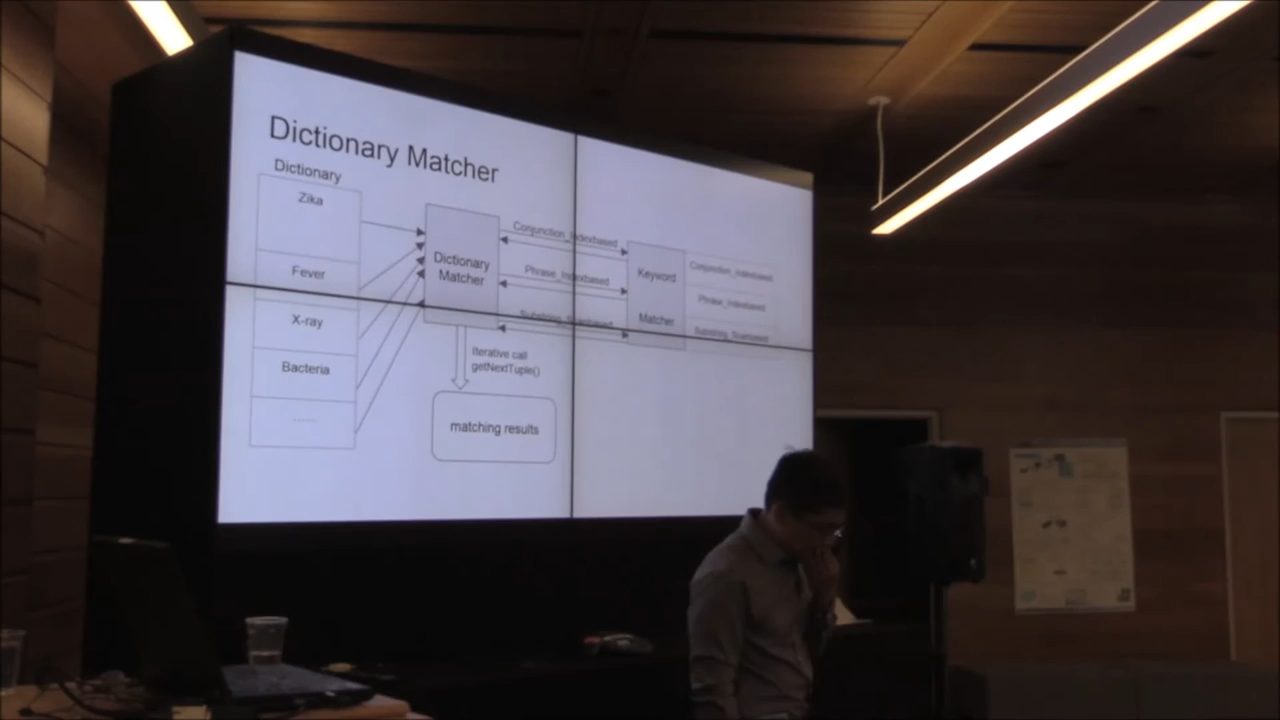 Dictionary Matcher
Dictionary
Zika
Fever
X-ray
Bacteria
......
Dictionary
Matcher
Conjunction_Indexbased
Phrase_Indexbased
Substring_Scanbased
Keyword
Matcher
Conjunction_Indexbased
Phrase_Indexbased
Substring_Scanbased
Iterative call
getNextTuple()
matching results